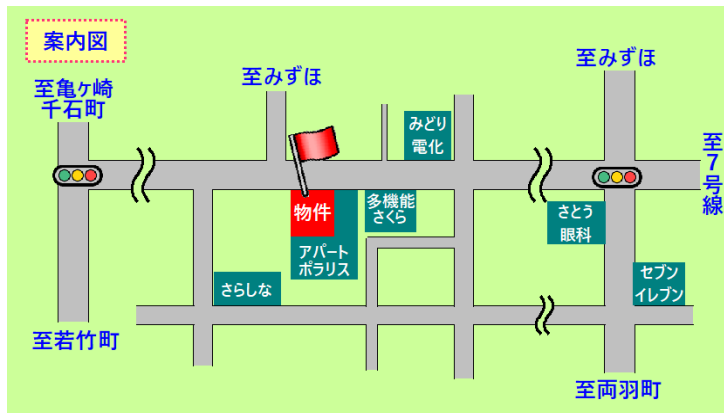 案内図
至みずほ
至みずほ
至亀ケ崎
千石町
みどり
電化
至7号線
物件
多機能
さくら
さとう
眼科
アパート
ポラリス
さらしな
セブン
イレブン
至若竹町
至両羽町